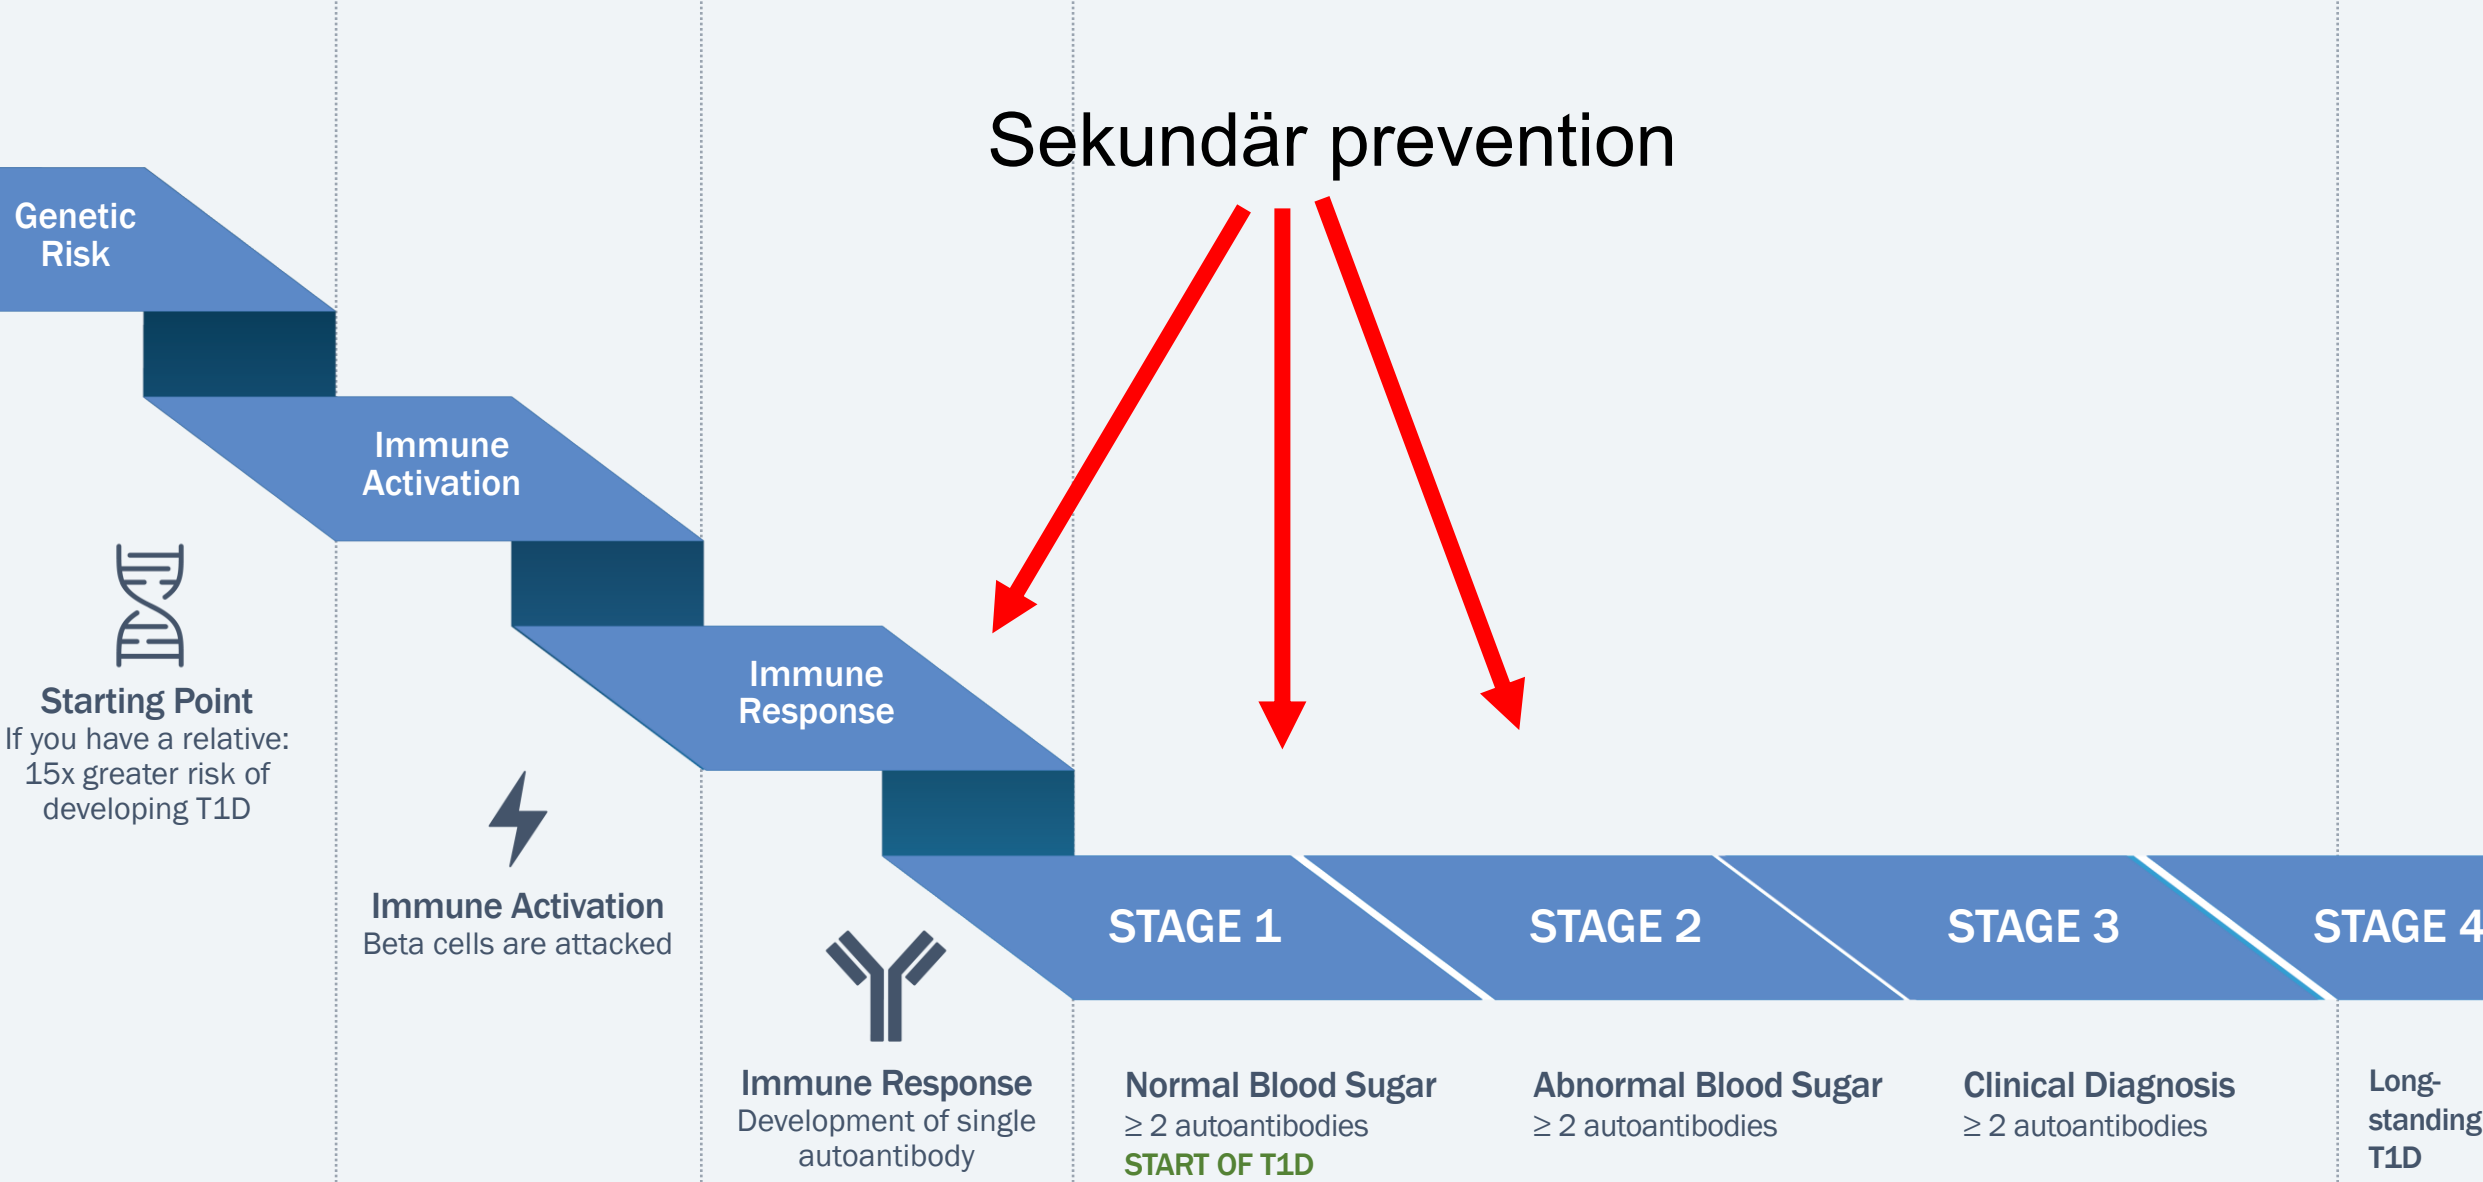 Sekundär prevention
Genetic
Risk
Immune
Activation
Immune
Response
Starting Point
If you have a relative:
15x greater risk of
developing T1D
Immune Activation
Beta cells are attacked
Immune Response
Development of single
autoantibody
STAGE 1
STAGE 2
STAGE 3
STAGE 4
Normal Blood Sugar
≥ 2 autoantibodies
START OF T1D
Abnormal Blood Sugar
≥ 2 autoantibodies
Clinical Diagnosis
≥ 2 autoantibodies
Long-
standing
T1D